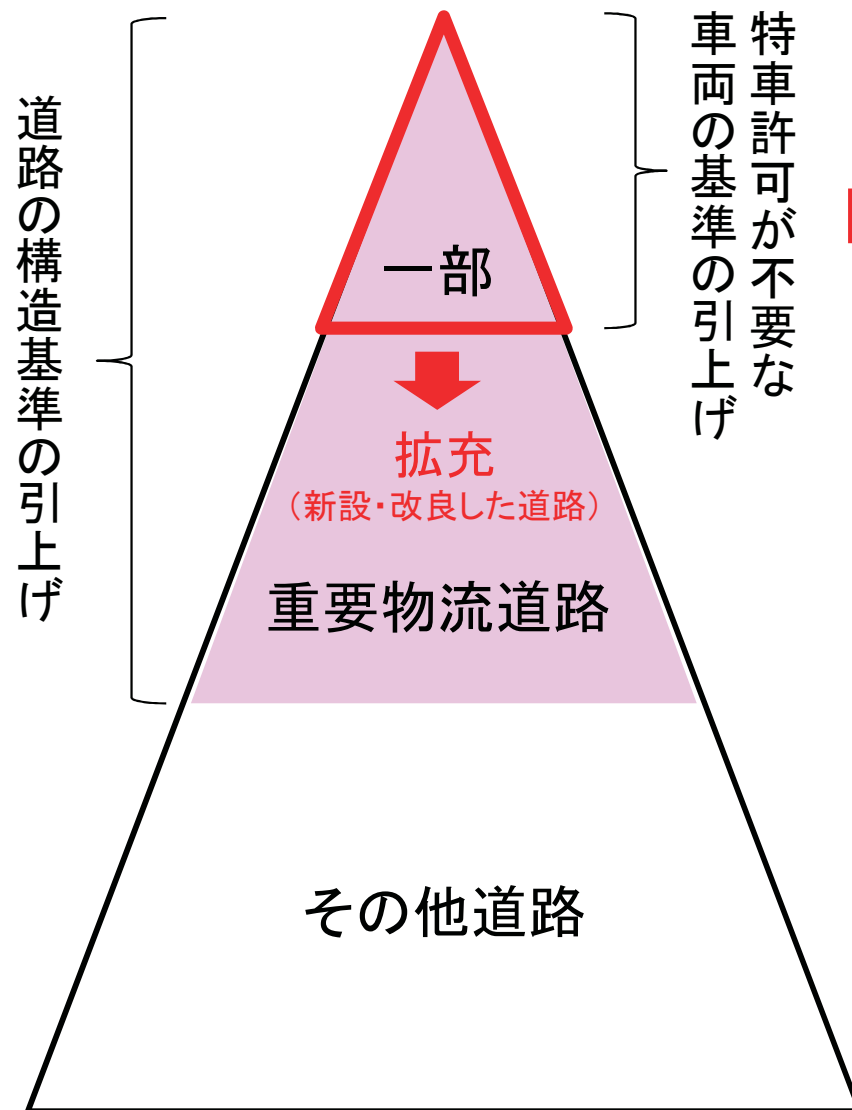 道路の構造基準の引上げ
特車許可が不要な
車両の基準の引上げ
一部
拡充
（新設・改良した道路）
重要物流道路
その他道路